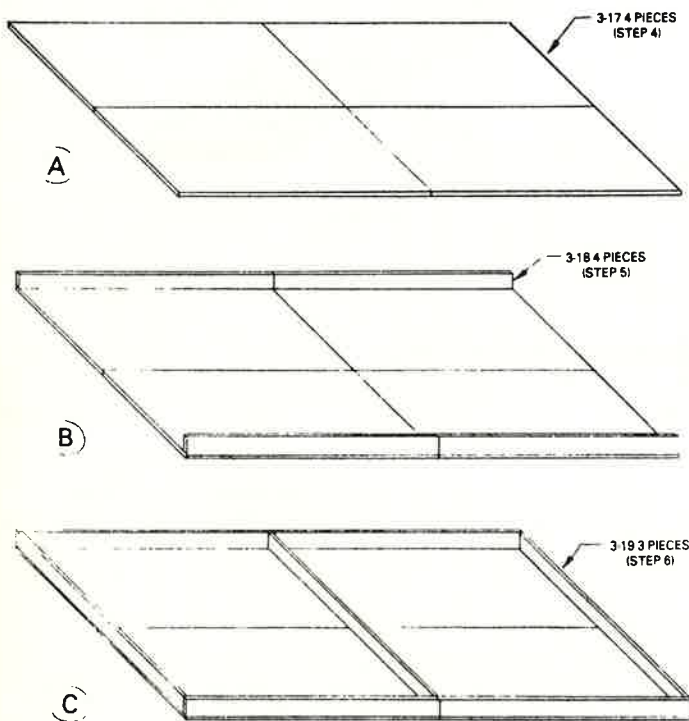 3-17 4 PIECES
(STEP 4)
A
3-18 4 PIECES
(STEP 5)
B
3-19 3 PIECES
(STEP 6)
C